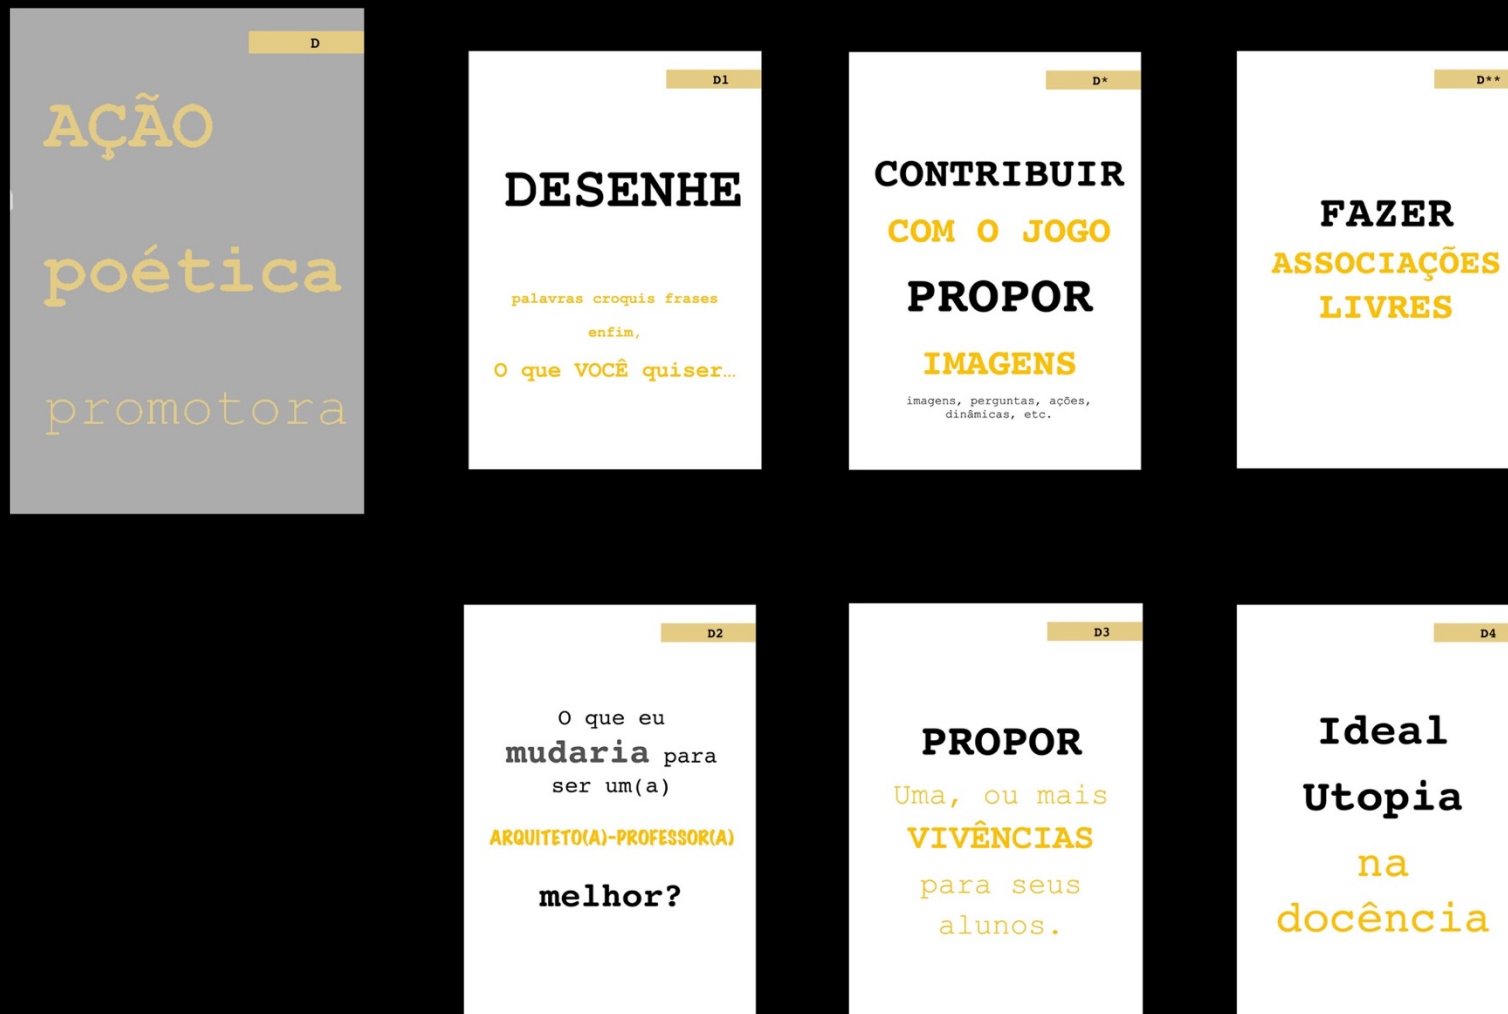 D
AÇÃO
poética
promotora
D1
DESENHE
palavras croquis frases
enfim,
O que VOCÊ quiser…
D*
CONTRIBUIR
COM O JOGO
PROPOR
IMAGENS
imagens, perguntas, ações,
dinâmicas, etc.
D**
FAZER
ASSOCIAÇÕES
LIVRES
D2
O que eu
mudaria para
ser um(a)
ARQUITETO(A)-PROFESSOR(A)
melhor?
D3
PROPOR
Uma, ou mais
VIVÊNCIAS
para seus
alunos.
D4
Ideal
Utopia
na
docência